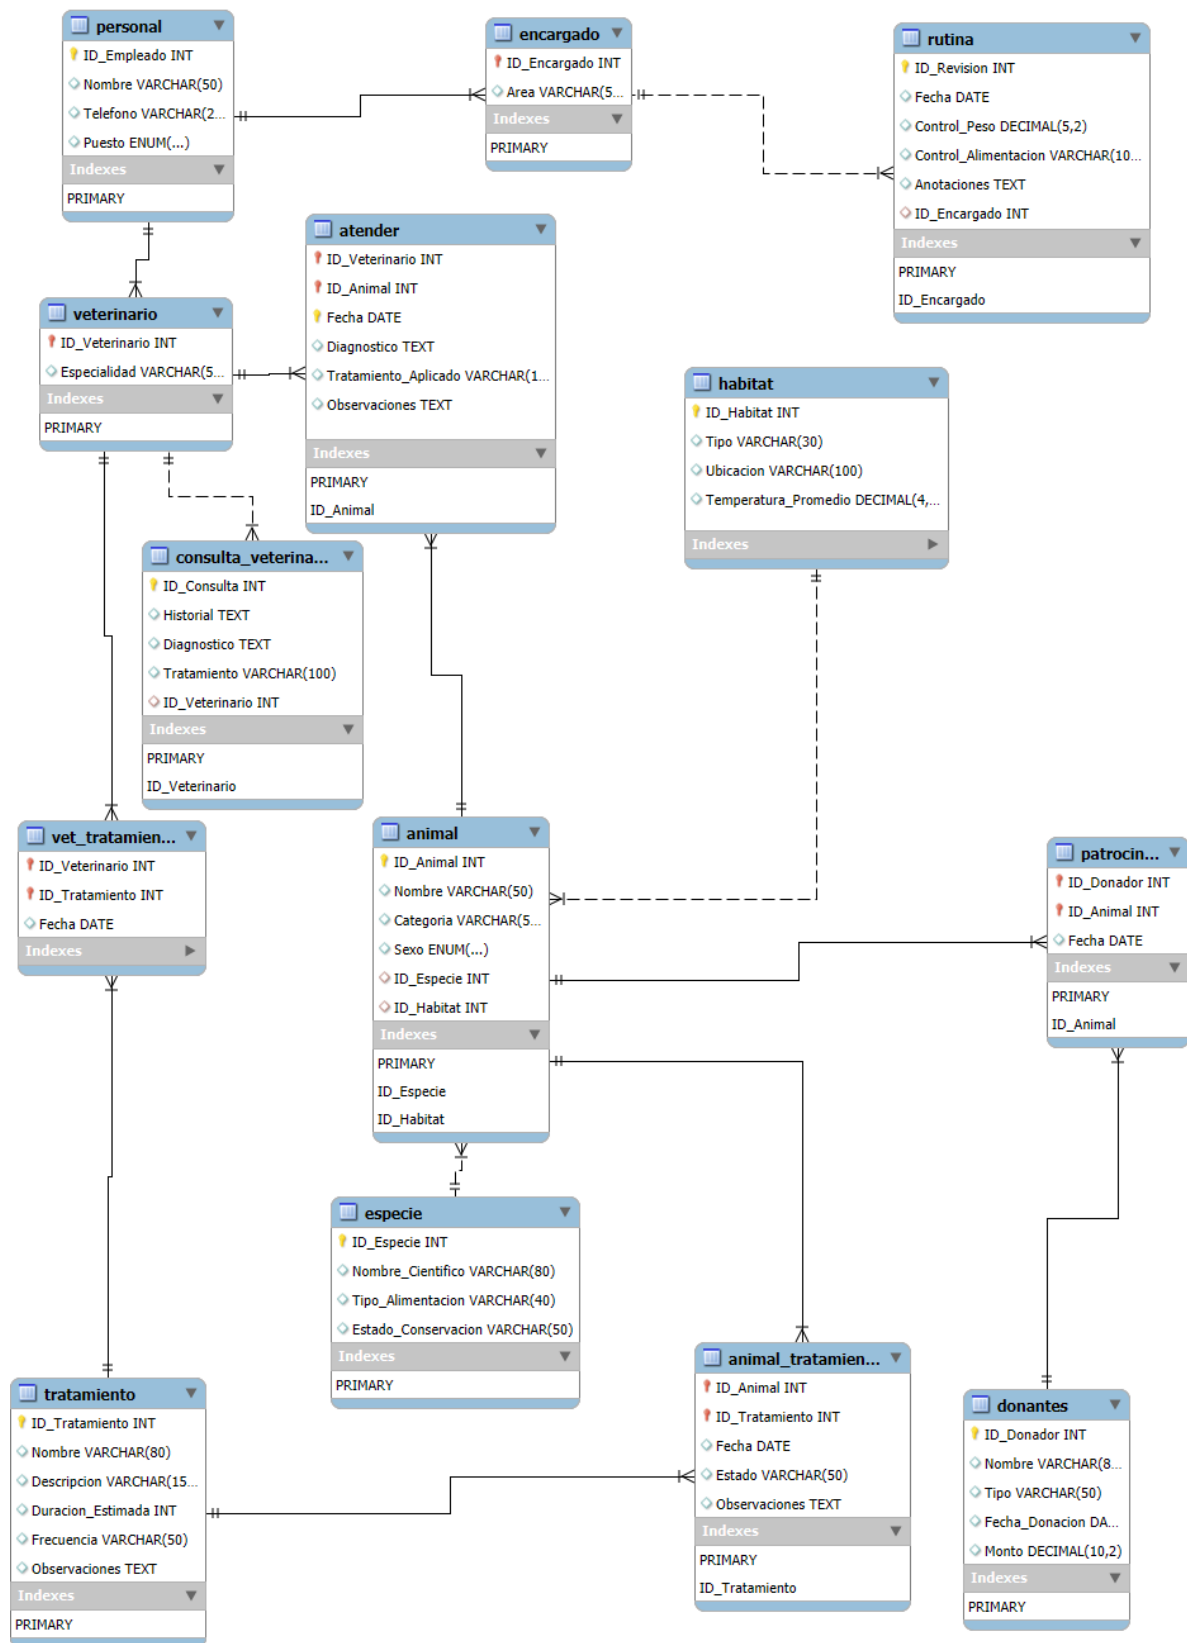 personal
ID_Empleado INT
Nombre VARCHAR(50)
Telefono VARCHAR(2...
Puesto ENUM(...)
Indexes
PRIMARY
encargado
ID_Encargado INT
Area VARCHAR(5...
Indexes
PRIMARY
rutina
ID_Revision INT
Fecha DATE
Control_Peso DECIMAL(5,2)
Control_Alimentacion VARCHAR(10...
Anotaciones TEXT
ID_Encargado INT
Indexes
PRIMARY
ID_Encargado
atender
ID_Veterinario INT
ID_Animal INT
Fecha DATE
Diagnostico TEXT
Tratamiento_Aplicado VARCHAR(1...
Observaciones TEXT
Indexes
PRIMARY
ID_Animal
veterinario
ID_Veterinario INT
Especialidad VARCHAR(5...
Indexes
PRIMARY
habitat
ID_Habitat INT
Tipo VARCHAR(30)
Ubicacion VARCHAR(100)
Temperatura_Promedio DECIMAL(4,...
Indexes
consulta_veterina...
ID_Consulta INT
Historial TEXT
Diagnostico TEXT
Tratamiento VARCHAR(100)
ID_Veterinario INT
Indexes
PRIMARY
ID_Veterinario
vet_tratamien...
ID_Veterinario INT
ID_Tratamiento INT
Fecha DATE
Indexes
animal
ID_Animal INT
Nombre VARCHAR(50)
Categoria VARCHAR(5...
Sexo ENUM(...)
ID_Especie INT
ID_Habitat INT
Indexes
PRIMARY
ID_Especie
ID_Habitat
patrocin...
ID_Donador INT
ID_Animal INT
Fecha DATE
Indexes
PRIMARY
ID_Animal
especie
ID_Especie INT
Nombre_Cientifico VARCHAR(80)
Tipo_Alimentacion VARCHAR(40)
Estado_Conservacion VARCHAR(50)
Indexes
PRIMARY
animal_tratamien...
ID_Animal INT
ID_Tratamiento INT
Fecha DATE
Estado VARCHAR(50)
Observaciones TEXT
Indexes
PRIMARY
ID_Tratamiento
tratamiento
ID_Tratamiento INT
Nombre VARCHAR(80)
Descripcion VARCHAR(15...
Duracion_Estimada INT
Frecuencia VARCHAR(50)
Observaciones TEXT
Indexes
PRIMARY
donantes
ID_Donador INT
Nombre VARCHAR(8...
Tipo VARCHAR(50)
Fecha_Donacion DA...
Monto DECIMAL(10,2)
Indexes
PRIMARY